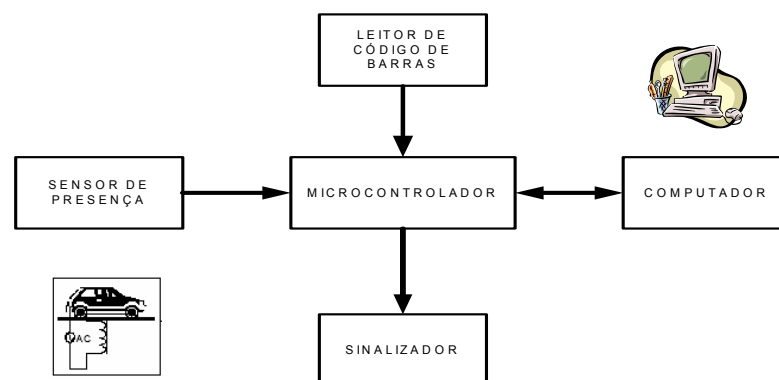 LEITOR DE
CÓDIGO DE
BARRAS
SENSOR DE
PRESENÇA
MICROCONTROLADOR
COMPUTADOR
AC
SINALIZADOR